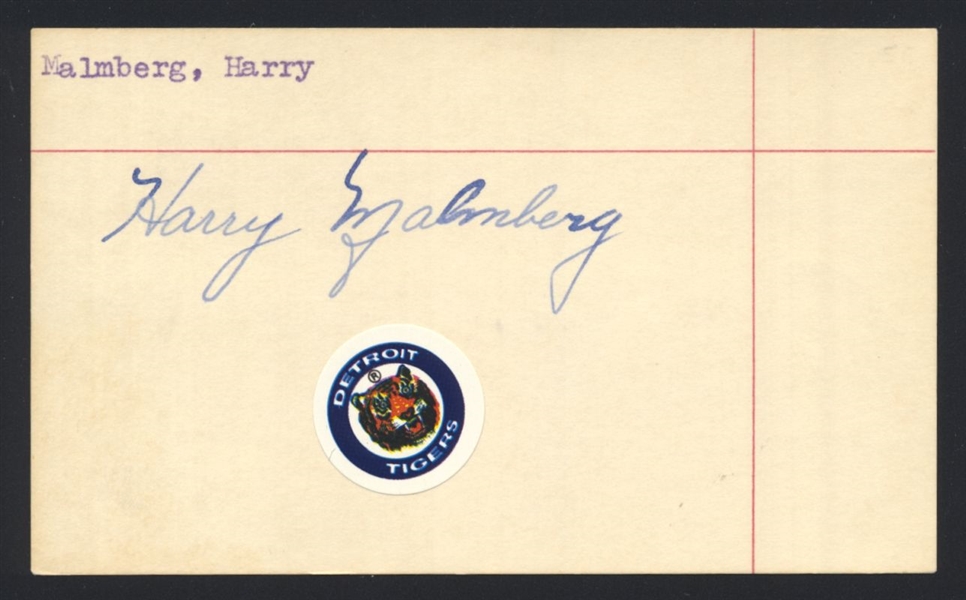 Malmberg, Harry
Harry Malmberg
DETROIT
®
TIGERS